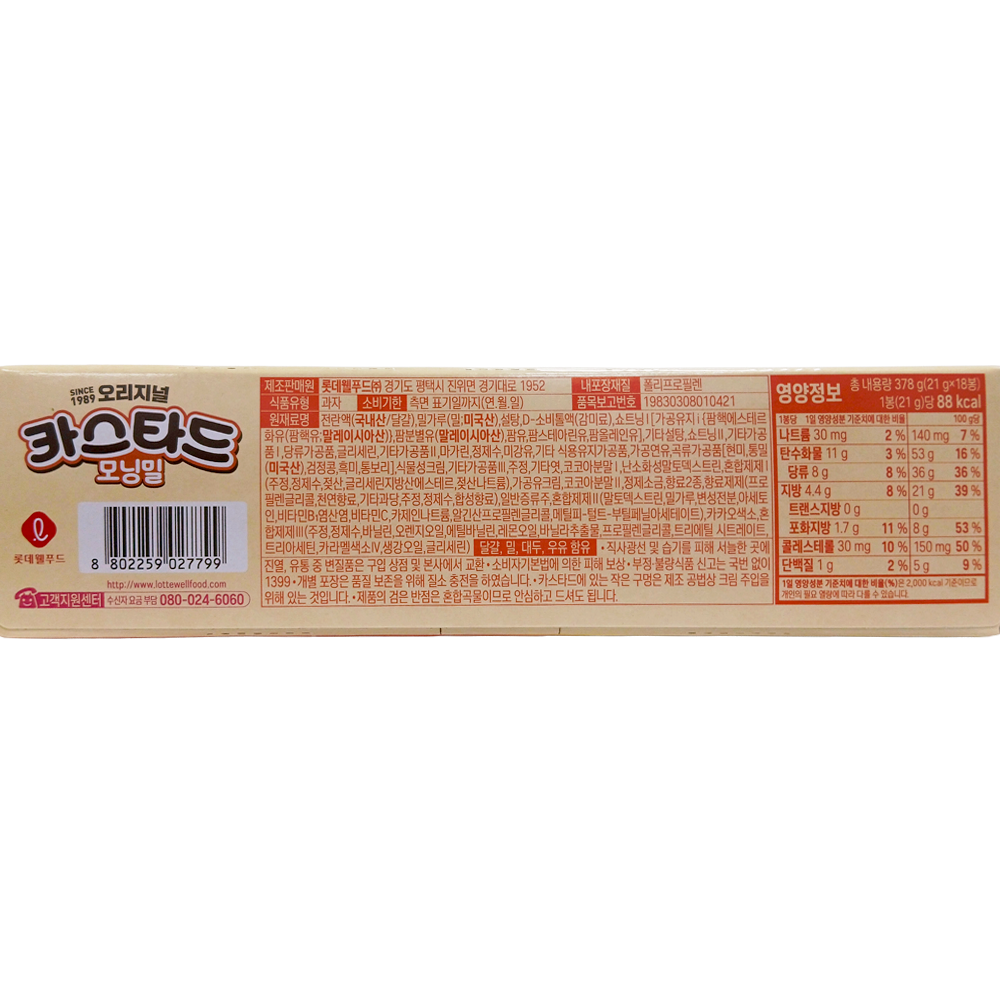 SINCE 1989 오리지널
카스타드
모닝밀
롯데웰푸드
8 802259 027799
http://www.lottewellfood.com
고객지원센터 수신자 요금 부담 080-024-6060
제조판매원 롯데웰푸드㈜ 경기도 평택시 진위면 경기대로 1952 내포장재질 폴리프로필렌
식품유형 과자 소비기한 측면 표기일까지(연.월.일) 품목보고번호 19830308010421
원재료명 전란액(국내산/달걀),밀가루(밀:미국산),설탕,D-소비톨액(감미료),쇼트닝Ⅰ[가공유지ⅰ{팜핵에스테르
화유(팜핵유:말레이시아산)},팜분별유(말레이시아산),팜유,팜스테아린유,팜올레인유],기타설탕,쇼트닝Ⅱ,기타가공
품Ⅰ,당류가공품,글리세린,기타가공품Ⅱ,마가린,정제수,미강유,기타 식용유지가공품,가공연유,곡류가공품[현미,통밀
(미국산),검정콩,흑미,통보리],식물성크림,기타가공품Ⅲ,주정,기타엿,코코아분말Ⅰ,난소화성말토덱스트린,혼합제제Ⅰ
(주정,정제수,젖산,글리세린지방산에스테르,젖산나트륨),가공유크림,코코아분말Ⅱ,정제소금,향료2종,향료제제(프로
필렌글리콜,천연향료,기타과당,주정,정제수,합성향료),일반증류주,혼합제제Ⅱ(말토덱스트린,밀가루,변성전분,아세토
인,비타민B₁염산염,비타민C,카제인나트륨,알긴산프로필렌글리콜,메틸피-털트-부틸페닐아세테이트),카카오색소,혼
합제제Ⅲ(주정,정제수,바닐린,오렌지오일,에틸바닐린,레몬오일,바닐라추출물,프로필렌글리콜,트리에틸 시트레이트,
트리아세틴,카라멜색소Ⅳ,생강오일,글리세린) 달걀, 밀, 대두, 우유 함유 •직사광선 및 습기를 피해 서늘한 곳에
진열, 유통 중 변질품은 구입 상점 및 본사에서 교환 •소비자기본법에 의한 피해 보상 •부정·불량식품 신고는 국번 없이
1399 •개별 포장은 품질 보존을 위해 질소 충전을 하였습니다. •카스타드에 있는 작은 구멍은 제조 공법상 크림 주입을
위해 있는 것입니다. •제품의 검은 반점은 혼합곡물이므로 안심하고 드셔도 됩니다.
영양정보 총 내용량 378 g(21 g×18봉)
1봉(21 g)당 88 kcal
1봉당 1일 영양성분 기준치에 대한 비율 100 g당
나트륨 30 mg 2 % 140 mg 7 %
탄수화물 11 g 3 % 53 g 16 %
당류 8 g 8 % 36 g 36 %
지방 4.4 g 8 % 21 g 39 %
트랜스지방 0 g 0 g
포화지방 1.7 g 11 % 8 g 53 %
콜레스테롤 30 mg 10 % 150 mg 50 %
단백질 1 g 2 % 5 g 9 %
1일 영양성분 기준치에 대한 비율(%)은 2,000 kcal 기준이므로
개인의 필요 열량에 따라 다를 수 있습니다.